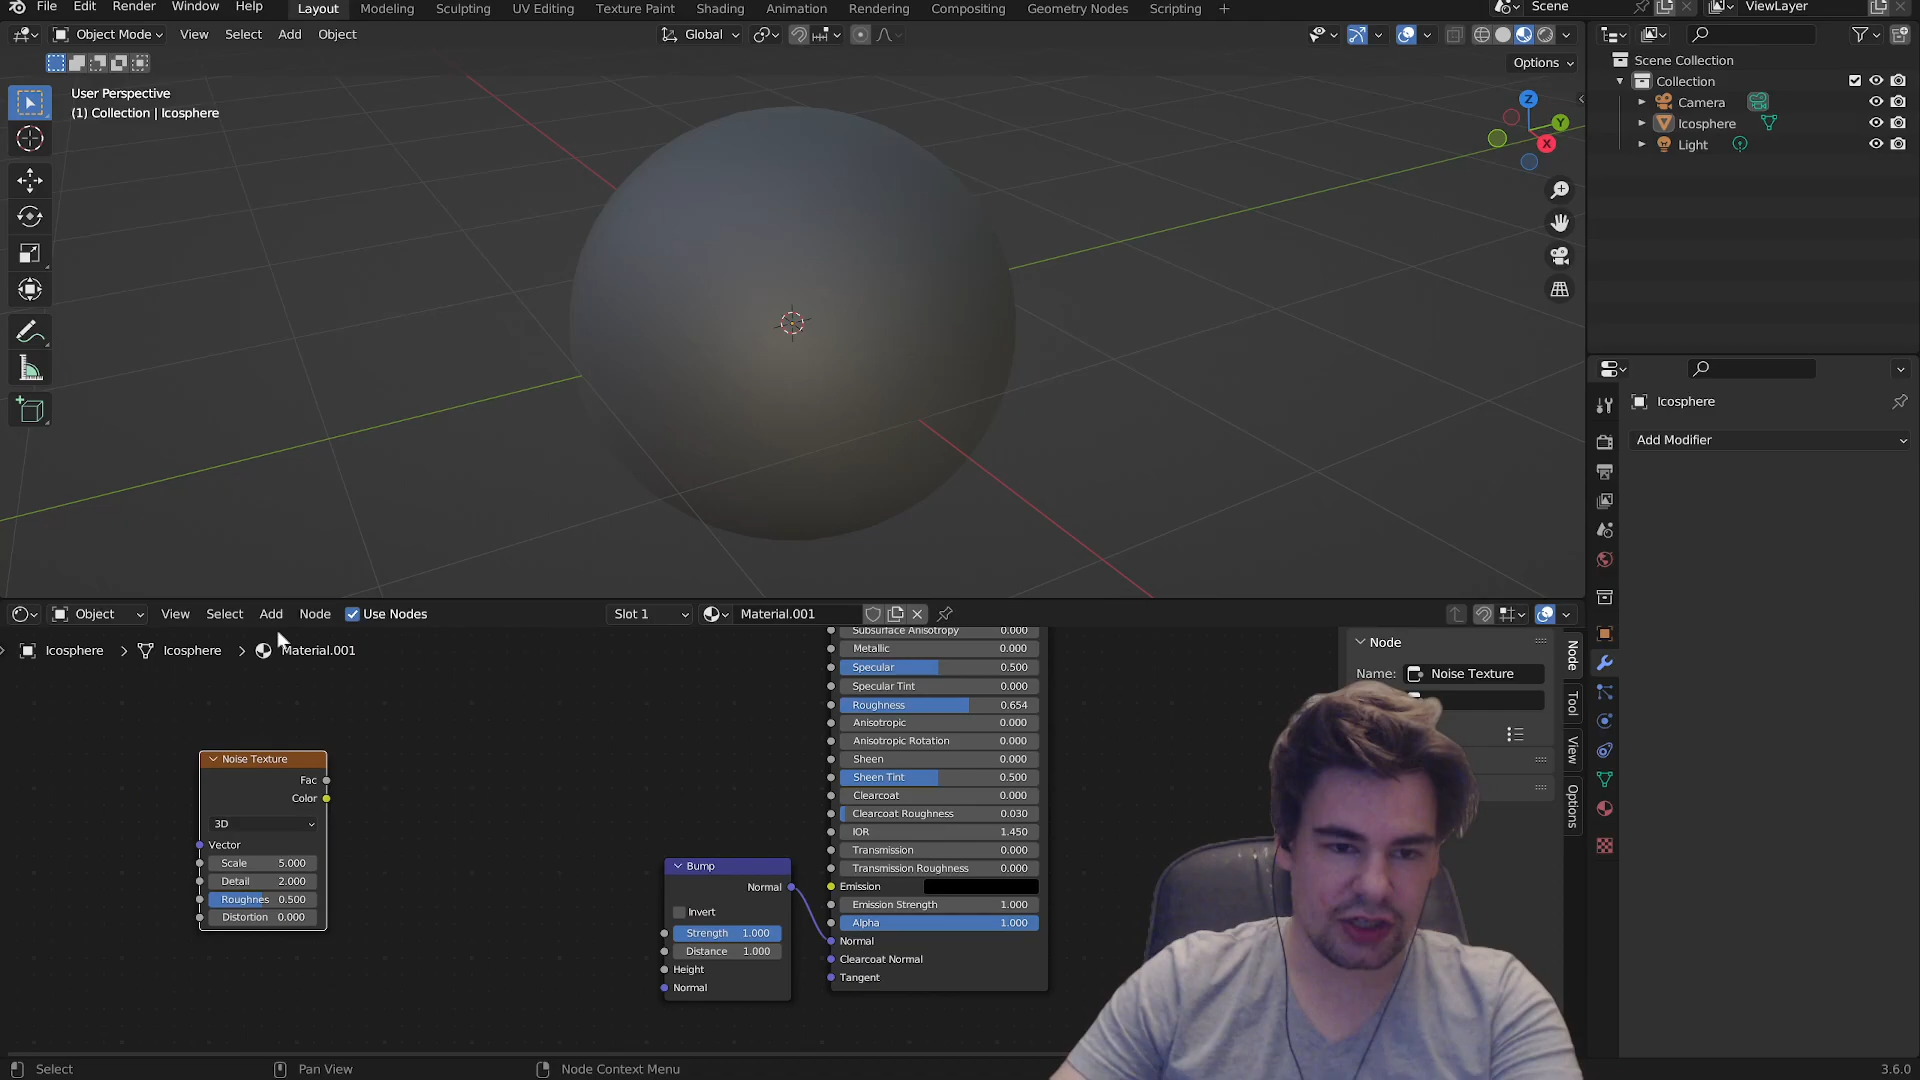 File Edit Render Window Help Layout Modeling Sculpting UV Editing Texture Paint Shading Animation Rendering Compositing Geometry Nodes Scripting + Scene ViewLayer
Object Mode View Select Add Object Global
Options
User Perspective
(1) Collection | Icosphere
Z
Y
X
Scene Collection
Collection
Camera
Icosphere
Light
Icosphere
Add Modifier
Object View Select Add Node Use Nodes Slot 1 Material.001
Icosphere Icosphere Material.001
Noise Texture
Fac
Color
3D
Vector
Scale 5.000
Detail 2.000
Roughnes 0.500
Distortion 0.000
Bump
Normal
Invert
Strength 1.000
Distance 1.000
Height
Normal
Subsurface Anisotropy 0.000
Metallic 0.000
Specular 0.500
Specular Tint 0.000
Roughness 0.654
Anisotropic 0.000
Anisotropic Rotation 0.000
Sheen 0.000
Sheen Tint 0.500
Clearcoat 0.000
Clearcoat Roughness 0.030
IOR 1.450
Transmission 0.000
Transmission Roughness 0.000
Emission
Emission Strength 1.000
Alpha 1.000
Normal
Clearcoat Normal
Tangent
Node
Name: Noise Texture
Node
Tool
View
Options
Select Pan View Node Context Menu 3.6.0